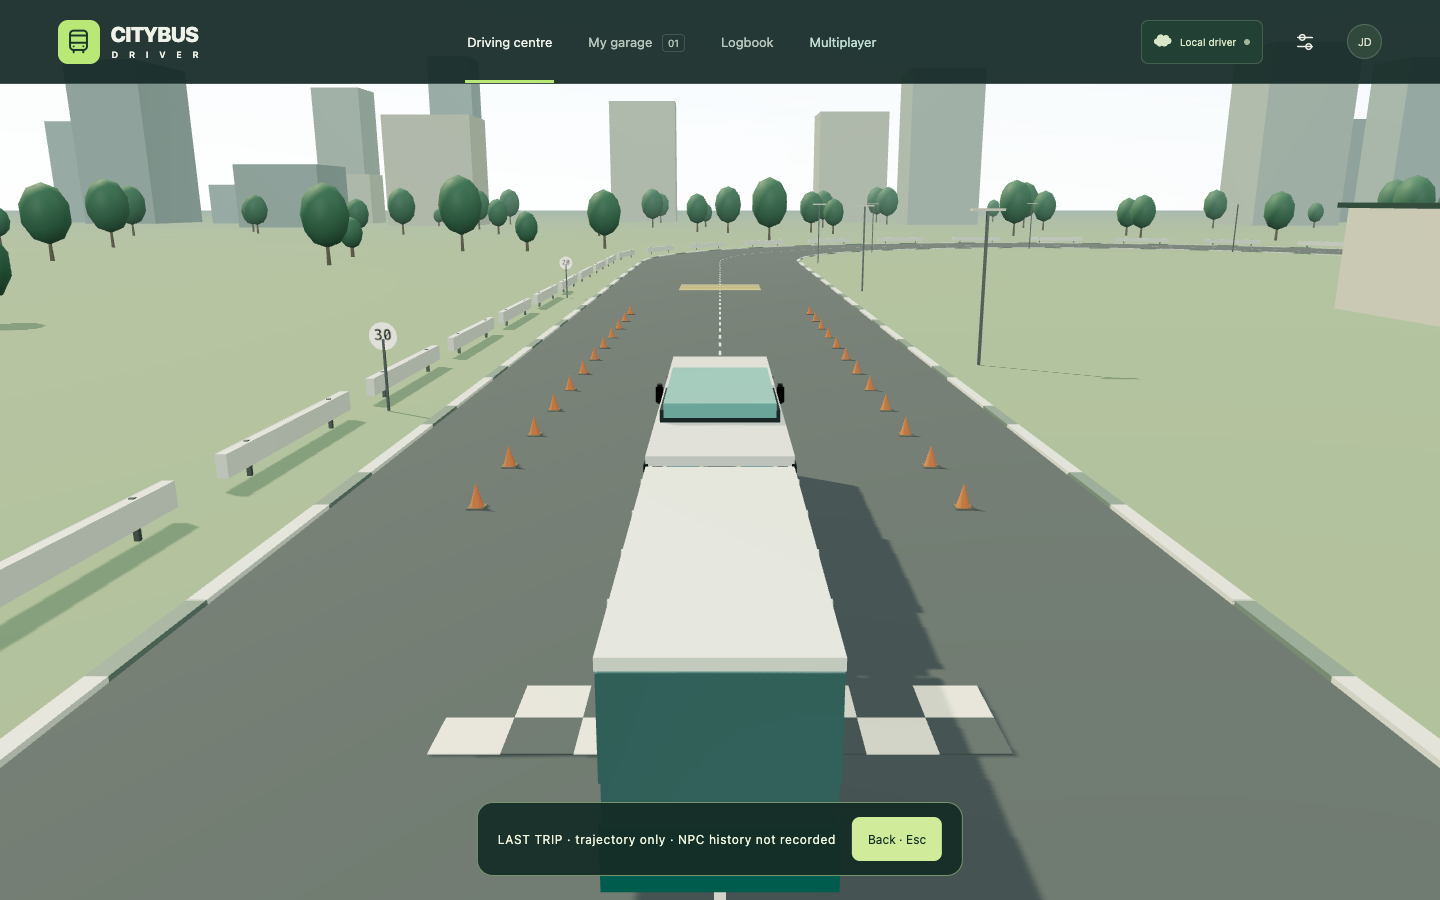 CITYBUS
DRIVER
Driving centre
My garage 01
Logbook
Multiplayer
Local driver
JD
30
LAST TRIP · trajectory only · NPC history not recorded
Back · Esc